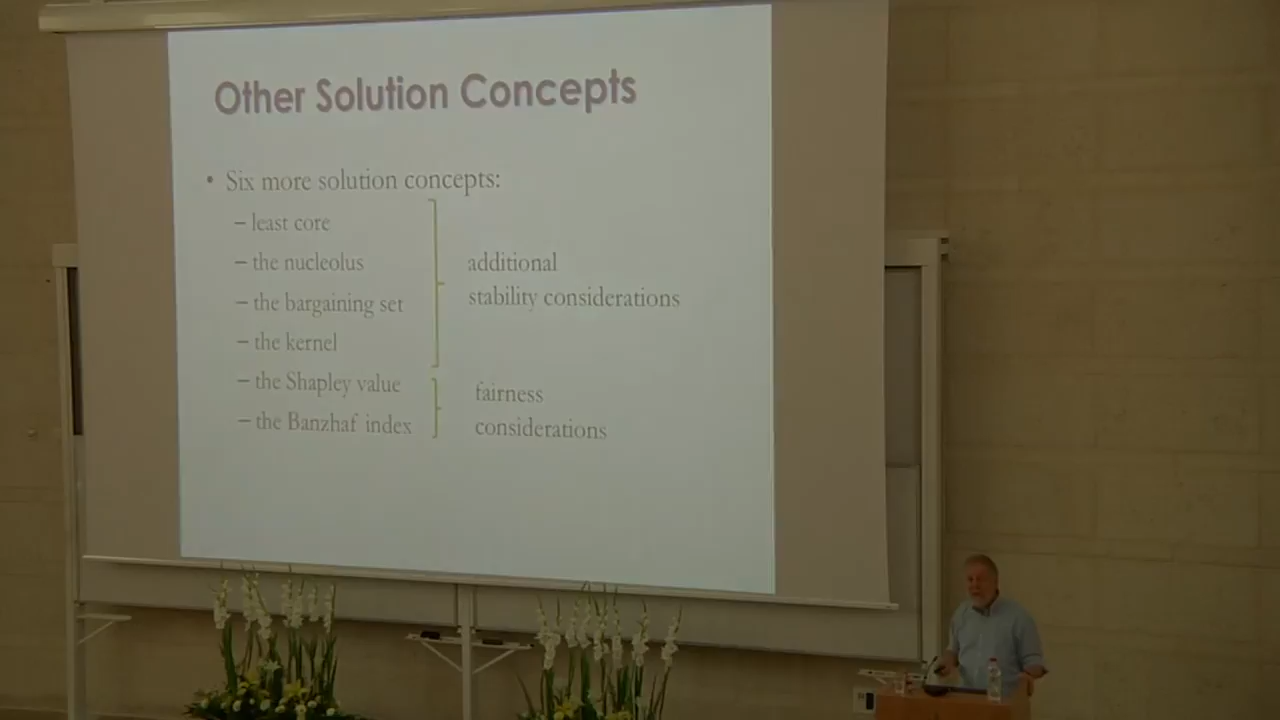 Other Solution Concepts
• Six more solution concepts:
– least core
– the nucleolus
– the bargaining set
– the kernel
– the Shapley value
– the Banzhaf index
additional
stability considerations
fairness
considerations